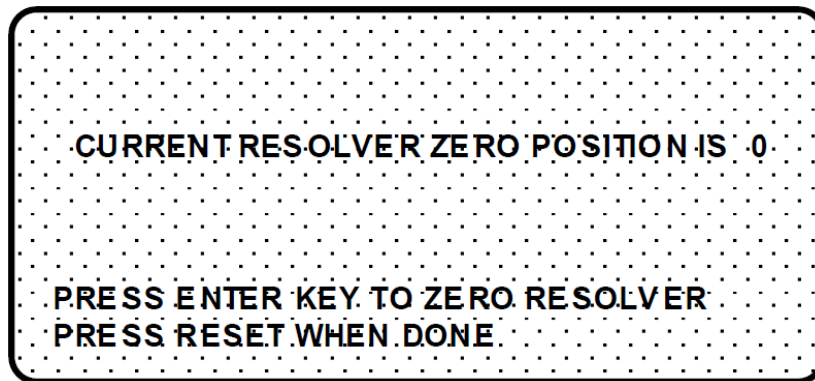 CURRENT RESOLVER ZERO POSITION IS 0
PRESS ENTER KEY TO ZERO RESOLVER
PRESS RESET WHEN DONE